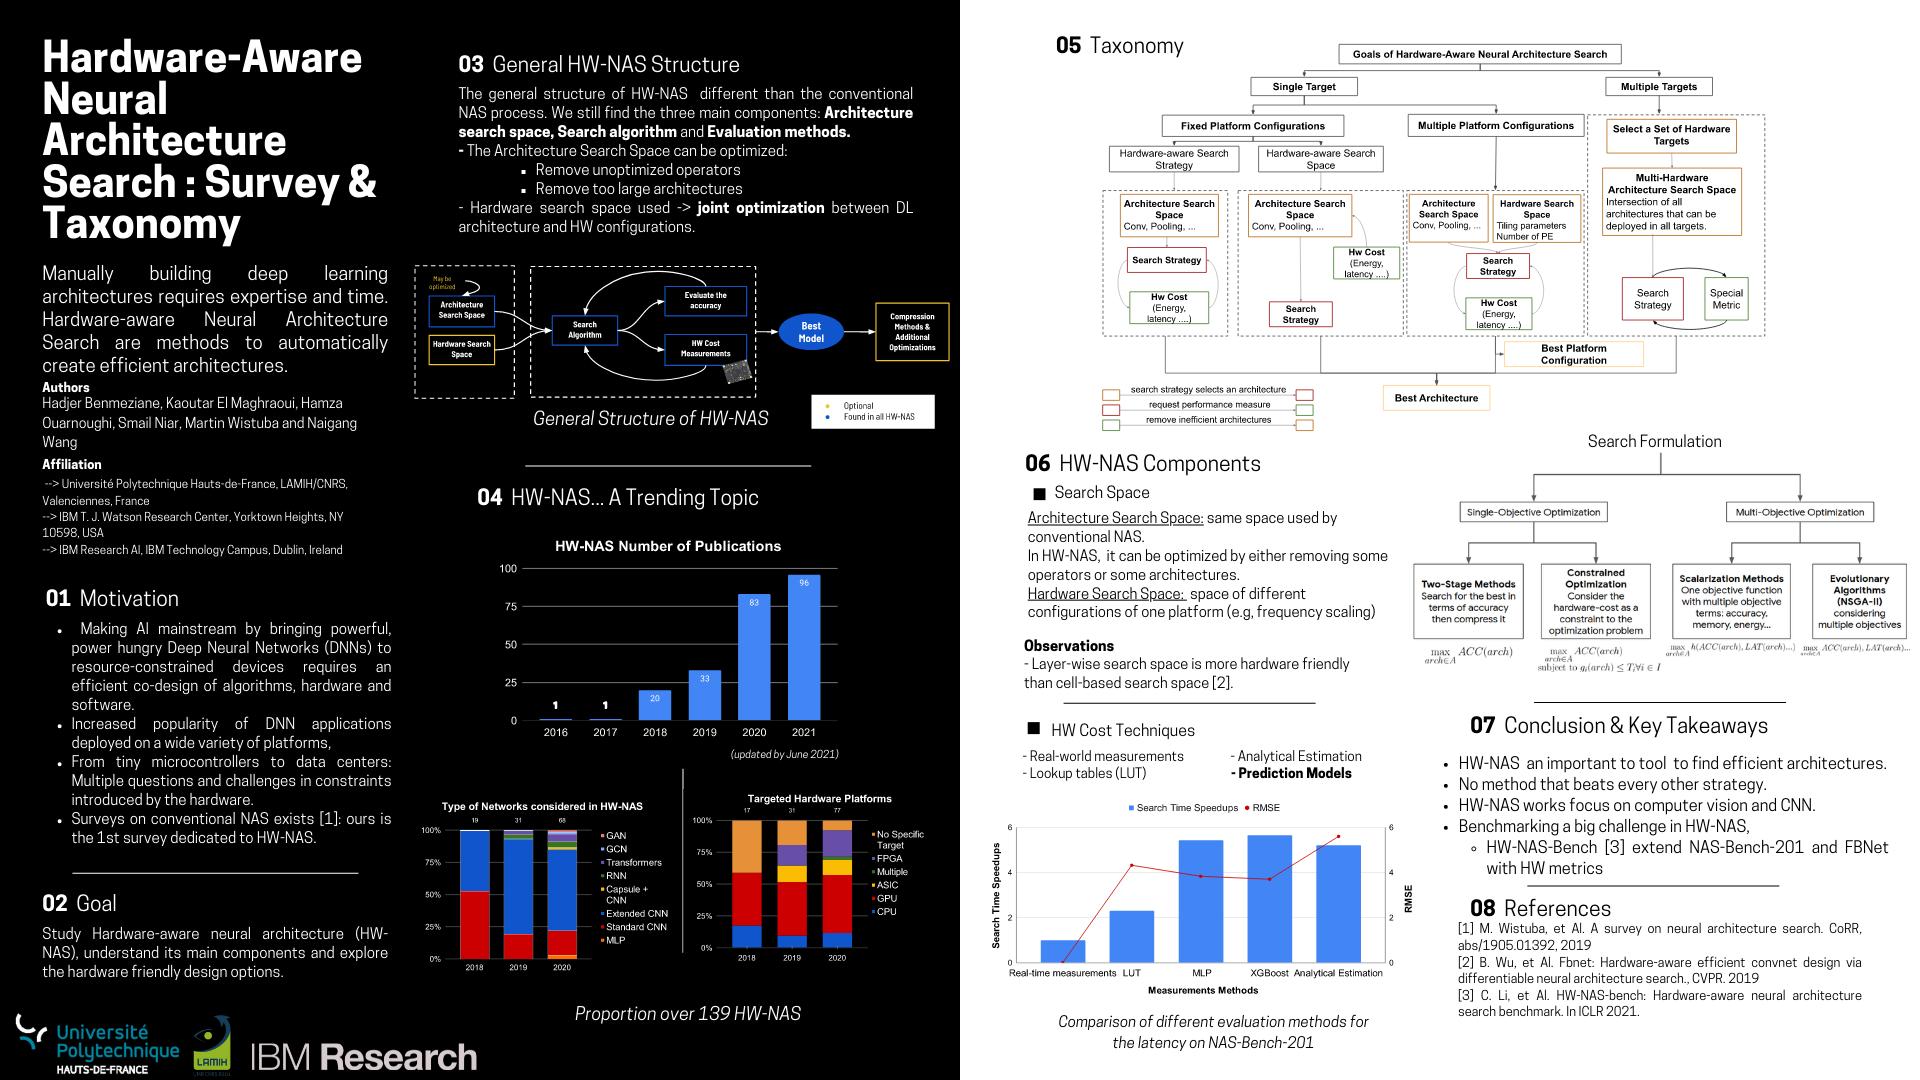 Hardware-Aware
Neural
Architecture
Search : Survey &
Taxonomy
Manually building deep learning
architectures requires expertise and time.
Hardware-aware Neural Architecture
Search are methods to automatically
create efficient architectures.
Authors
Hadjer Benmeziane, Kaoutar El Maghraoui, Hamza
Ouarnoughi, Smail Niar, Martin Wistuba and Naigang
Wang
Affiliation
--> Université Polytechnique Hauts-de-France, LAMIH/CNRS,
Valenciennes, France
--> IBM T. J. Watson Research Center, Yorktown Heights, NY
10598, USA
--> IBM Research AI, IBM Technology Campus, Dublin, Ireland
01 Motivation
• Making AI mainstream by bringing powerful,
power hungry Deep Neural Networks (DNNs) to
resource-constrained devices requires an
efficient co-design of algorithms, hardware and
software.
• Increased popularity of DNN applications
deployed on a wide variety of platforms,
• From tiny microcontrollers to data centers:
Multiple questions and challenges in constraints
introduced by the hardware.
• Surveys on conventional NAS exists [1]: ours is
the 1st survey dedicated to HW-NAS.
02 Goal
Study Hardware-aware neural architecture (HW-
NAS), understand its main components and explore
the hardware friendly design options.
Université
Polytechnique
HAUTS-DE-FRANCE
LAMIH
IBM Research
03 General HW-NAS Structure
The general structure of HW-NAS different than the conventional
NAS process. We still find the three main components: Architecture
search space, Search algorithm and Evaluation methods.
- The Architecture Search Space can be optimized:
▪ Remove unoptimized operators
▪ Remove too large architectures
- Hardware search space used -> joint optimization between DL
architecture and HW configurations.
May be
optimized
Architecture
Search Space
Hardware Search
Space
Search
Algorithm
Evaluate the
accuracy
HW Cost
Measurements
Best
Model
Compression
Methods &
Additional
Optimizations
Optional
Found in all HW-NAS
General Structure of HW-NAS
04 HW-NAS... A Trending Topic
HW-NAS Number of Publications
100
75
50
25
0
1
1
20
33
83
96
2016 2017 2018 2019 2020 2021
(updated by June 2021)
Type of Networks considered in HW-NAS
19 31 68
100%
75%
50%
25%
0%
2018 2019 2020
GAN
GCN
Transformers
RNN
Capsule +
CNN
Extended CNN
Standard CNN
MLP
Targeted Hardware Platforms
17 31 77
100%
75%
50%
25%
0%
2018 2019 2020
No Specific
Target
FPGA
Multiple
ASIC
GPU
CPU
Proportion over 139 HW-NAS
05 Taxonomy
Goals of Hardware-Aware Neural Architecture Search
Single Target
Multiple Targets
Fixed Platform Configurations
Multiple Platform Configurations
Select a Set of Hardware
Targets
Hardware-aware Search
Strategy
Hardware-aware Search
Space
Multi-Hardware
Architecture Search Space
Intersection of all
architectures that can be
deployed in all targets.
Architecture Search
Space
Conv, Pooling, ...
Search Strategy
Hw Cost
(Energy,
latency ....)
Architecture Search
Space
Conv, Pooling, ...
Hw Cost
(Energy,
latency ....)
Search
Strategy
Architecture
Search Space
Conv, Pooling, ...
Hardware Search
Space
Tiling parameters
Number of PE
Search
Strategy
Hw Cost
(Energy,
latency ....)
Search
Strategy
Special
Metric
Best Platform
Configuration
Best Architecture
search strategy selects an architecture
request performance measure
remove inefficient architectures
06 HW-NAS Components
■ Search Space
Architecture Search Space: same space used by
conventional NAS.
In HW-NAS, it can be optimized by either removing some
operators or some architectures.
Hardware Search Space: space of different
configurations of one platform (e.g, frequency scaling)
Observations
- Layer-wise search space is more hardware friendly
than cell-based search space [2].
■ HW Cost Techniques
- Real-world measurements
- Lookup tables (LUT)
- Analytical Estimation
- Prediction Models
Search Time Speedups RMSE
Search Time Speedups
6
4
2
0
6
4
2
0
RMSE
Real-time measurements LUT MLP XGBoost Analytical Estimation
Measurements Methods
Comparison of different evaluation methods for
the latency on NAS-Bench-201
Search Formulation
Single-Objective Optimization
Multi-Objective Optimization
Two-Stage Methods
Search for the best in
terms of accuracy
then compress it
Constrained
Optimization
Consider the
hardware-cost as a
constraint to the
optimization problem
Scalarization Methods
One objective function
with multiple objective
terms: accuracy,
memory, energy...
Evolutionary
Algorithms
(NSGA-II)
considering
multiple objectives
max ACC(arch)
arch∈A
max ACC(arch)
arch∈A
subject to gᵢ(arch) ≤ Tᵢ∀i ∈ I
max h(ACC(arch), LAT(arch)...)
arch∈A
max ACC(arch), LAT(arch)...
arch∈A
07 Conclusion & Key Takeaways
• HW-NAS an important to tool to find efficient architectures.
• No method that beats every other strategy.
• HW-NAS works focus on computer vision and CNN.
• Benchmarking a big challenge in HW-NAS,
◦ HW-NAS-Bench [3] extend NAS-Bench-201 and FBNet
with HW metrics
08 References
[1] M. Wistuba, et Al. A survey on neural architecture search. CoRR,
abs/1905.01392, 2019
[2] B. Wu, et Al. Fbnet: Hardware-aware efficient convnet design via
differentiable neural architecture search., CVPR. 2019
[3] C. Li, et Al. HW-NAS-bench: Hardware-aware neural architecture
search benchmark. In ICLR 2021.